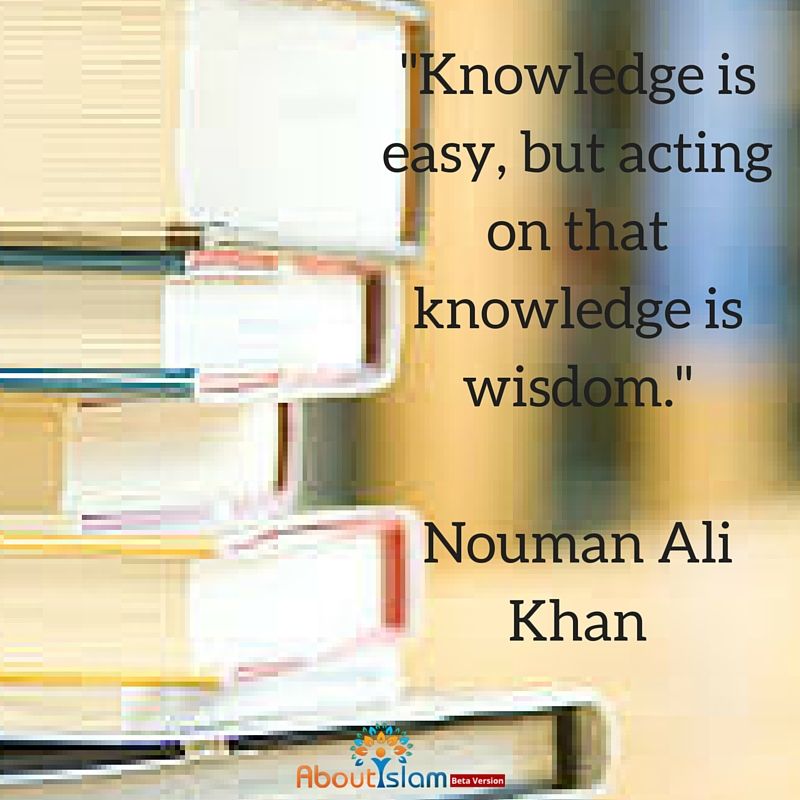 "Knowledge is
easy, but acting
on that
knowledge is
wisdom."
Nouman Ali
Khan
AboutIslam Beta Version